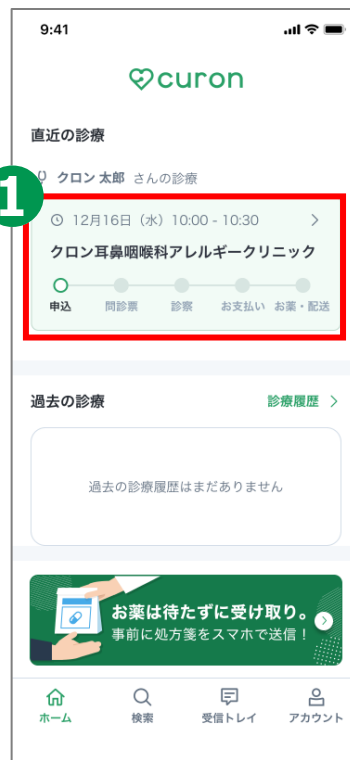 9:41
curon
直近の診療
クロン 太郎 さんの診療
1
12月16日（水）10:00 - 10:30
クロン耳鼻咽喉科アレルギークリニック
申込 問診票 診察 お支払い お薬・配送
過去の診療 診療履歴
過去の診療履歴はまだありません
お薬は待たずに受け取り。
事前に処方箋をスマホで送信！
ホーム 検索 受信トレイ アカウント